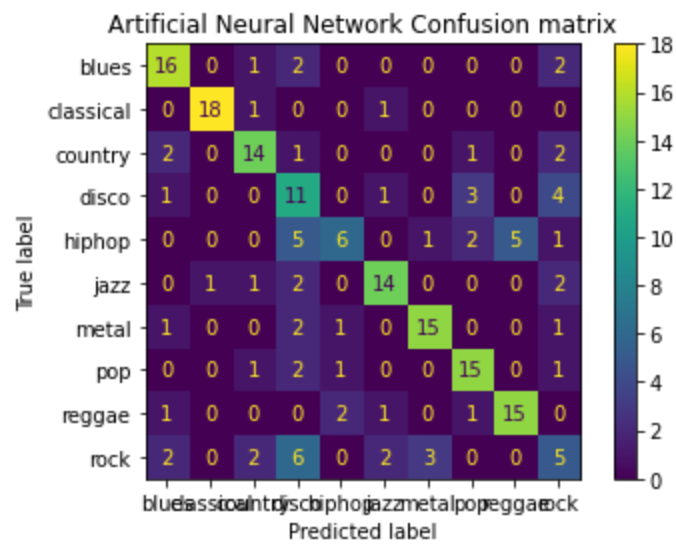 Artificial Neural Network Confusion matrix
blues 16 0 1 2 0 0 0 0 0 2
classical 0 18 1 0 0 1 0 0 0 0
country 2 0 14 1 0 0 0 1 0 2
disco 1 0 0 11 0 1 0 3 0 4
hiphop 0 0 0 5 6 0 1 2 5 1
jazz 0 1 1 2 0 14 0 0 0 2
metal 1 0 0 2 1 0 15 0 0 1
pop 0 0 1 2 1 0 0 15 0 1
reggae 1 0 0 0 2 1 0 1 15 0
rock 2 0 2 6 0 2 3 0 0 5
blues classical country disco hiphop jazz metal pop reggae rock
Predicted label
True label
18
16
14
12
10
8
6
4
2
0